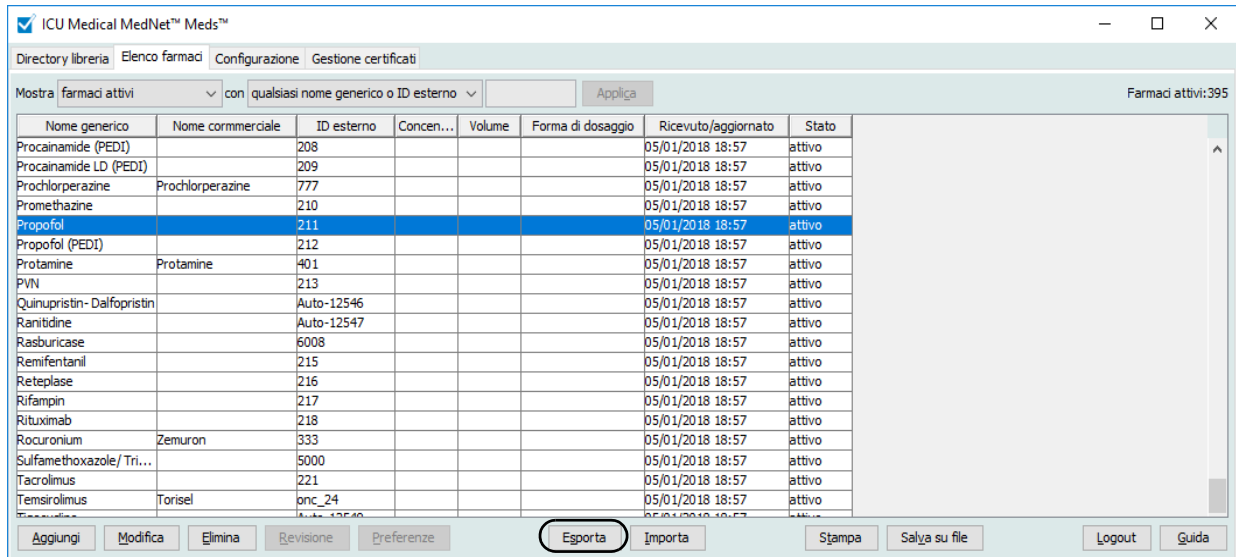 ICU Medical MedNet™ Meds™
Directory libreria Elenco farmaci Configurazione Gestione certificati
Mostra farmaci attivi con qualsiasi nome generico o ID esterno Applica Farmaci attivi:395
Nome generico Nome cormmerciale ID esterno Concen... Volume Forma di dosaggio Ricevuto/aggiornato Stato
Procainamide (PEDI) 208 05/01/2018 18:57 attivo
Procainamide LD (PEDI) 209 05/01/2018 18:57 attivo
Prochlorperazine Prochlorperazine 777 05/01/2018 18:57 attivo
Promethazine 210 05/01/2018 18:57 attivo
Propofol 211 05/01/2018 18:57 attivo
Propofol (PEDI) 212 05/01/2018 18:57 attivo
Protamine Protamine 401 05/01/2018 18:57 attivo
PVN 213 05/01/2018 18:57 attivo
Quinupristin- Dalfopristin Auto-12546 05/01/2018 18:57 attivo
Ranitidine Auto-12547 05/01/2018 18:57 attivo
Rasburicase 6008 05/01/2018 18:57 attivo
Remifentanil 215 05/01/2018 18:57 attivo
Reteplase 216 05/01/2018 18:57 attivo
Rifampin 217 05/01/2018 18:57 attivo
Rituximab 218 05/01/2018 18:57 attivo
Rocuronium Zemuron 333 05/01/2018 18:57 attivo
Sulfamethoxazole/ Tri... 5000 05/01/2018 18:57 attivo
Tacrolimus 221 05/01/2018 18:57 attivo
Temsirolimus Torisel onc_24 05/01/2018 18:57 attivo
Aggiungi Modifica Elimina Revisione Preferenze Esporta Importa Stampa Salva su file Logout Guida